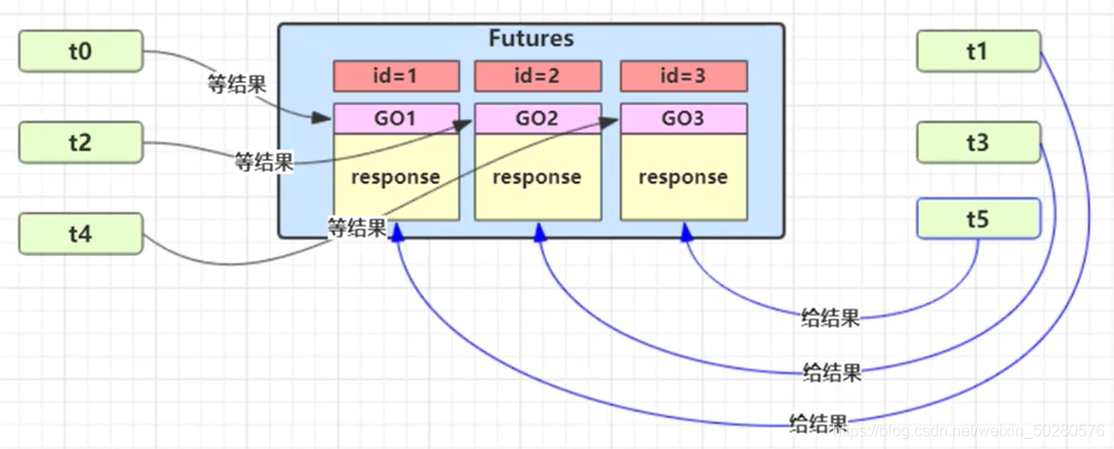 Futures
t0
t2
t4
等结果
等结果
等结果
id=1
id=2
id=3
GO1
GO2
GO3
response
response
response
t1
t3
t5
给结果
给结果
给结果
https://blog.csdn.net/weixin_50280576